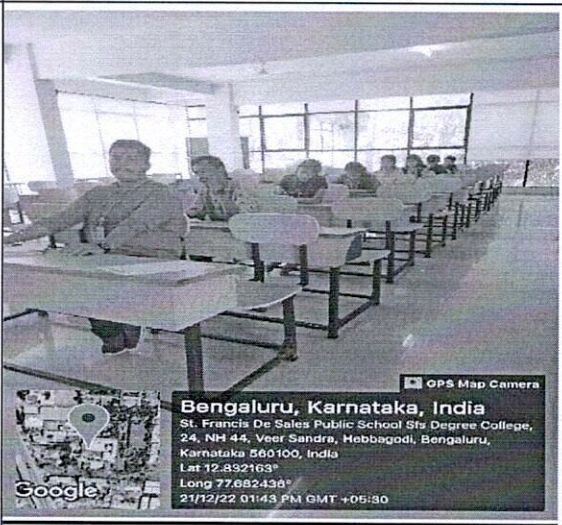 GPS Map Camera
Bengaluru, Karnataka, India
St. Francis De Sales Public School Sfs Degree College,
24, NH 44, Veer Sandra, Hebbagodi, Bengaluru,
Karnataka 560100, India
Lat 12.832163°
Long 77.682436°
21/12/22 01:43 PM GMT +05:30
Google